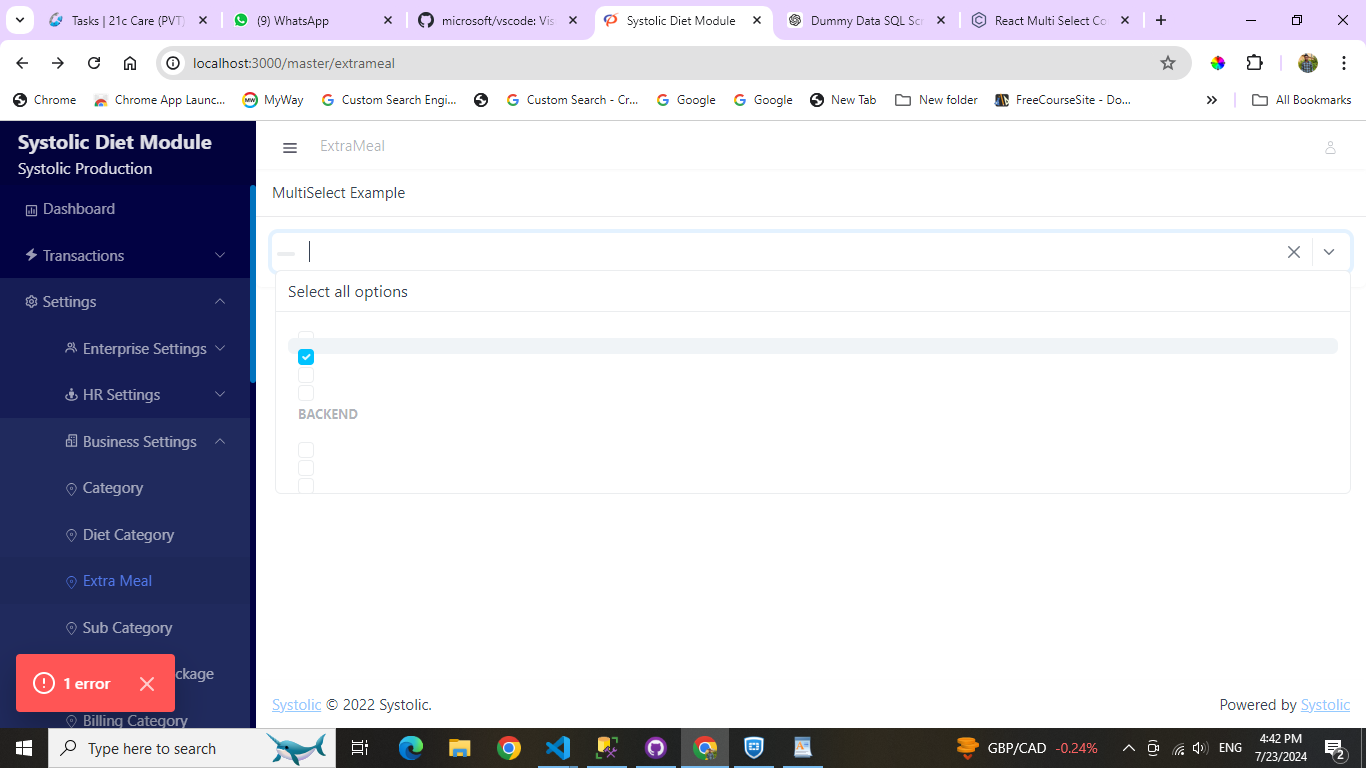 Tasks | 21c Care (PVT)
(9) WhatsApp
microsoft/vscode: Vis
Systolic Diet Module
Dummy Data SQL Scr
React Multi Select Co
localhost:3000/master/extrameal
Chrome
Chrome App Launc...
MyWay
Custom Search Engi...
Custom Search - Cr...
Google
Google
New Tab
New folder
FreeCourseSite - Do...
All Bookmarks
Systolic Diet Module
Systolic Production
Dashboard
Transactions
Settings
Enterprise Settings
HR Settings
Business Settings
Category
Diet Category
Extra Meal
Sub Category
ckage
Billing Category
1 error
ExtraMeal
MultiSelect Example
Select all options
BACKEND
Systolic © 2022 Systolic.
Powered by Systolic
Type here to search
GBP/CAD -0.24%
ENG
4:42 PM
7/23/2024
2